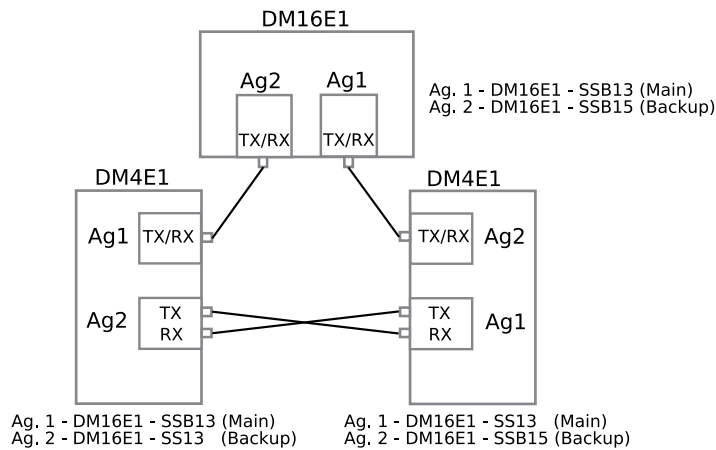 DM16E1
Ag2
Ag1
TX/RX
TX/RX
Ag. 1 - DM16E1 - SSB13 (Main)
Ag. 2 - DM16E1 - SSB15 (Backup)
DM4E1
Ag1
TX/RX
Ag2
TX
RX
DM4E1
TX/RX
Ag2
TX
RX
Ag1
Ag. 1 - DM16E1 - SSB13 (Main)
Ag. 2 - DM16E1 - SS13 (Backup)
Ag. 1 - DM16E1 - SS13 (Main)
Ag. 2 - DM16E1 - SSB15 (Backup)